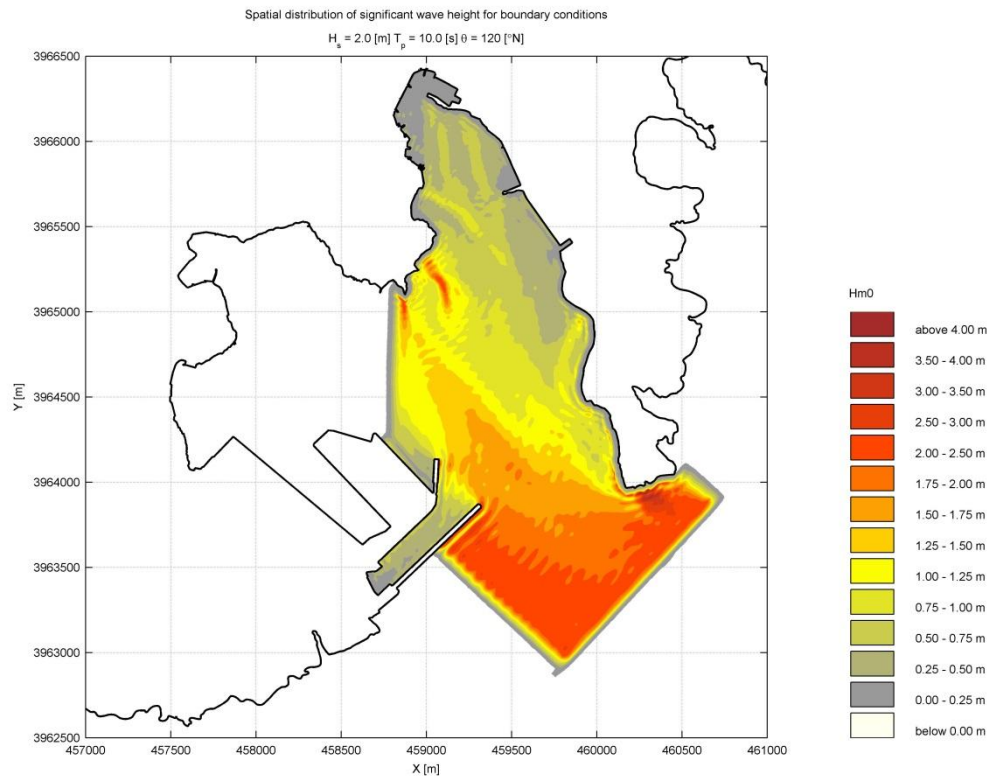 Spatial distribution of significant wave height for boundary conditions
H_s = 2.0 [m] T_p = 10.0 [s] θ = 120 [°N]
3966500
3966000
3965500
3965000
3964500
3964000
3963500
3963000
3962500
Y [m]
457000 457500 458000 458500 459000 459500 460000 460500 461000
X [m]
Hm0
above 4.00 m
3.50 - 4.00 m
3.00 - 3.50 m
2.50 - 3.00 m
2.00 - 2.50 m
1.75 - 2.00 m
1.50 - 1.75 m
1.25 - 1.50 m
1.00 - 1.25 m
0.75 - 1.00 m
0.50 - 0.75 m
0.25 - 0.50 m
0.00 - 0.25 m
below 0.00 m